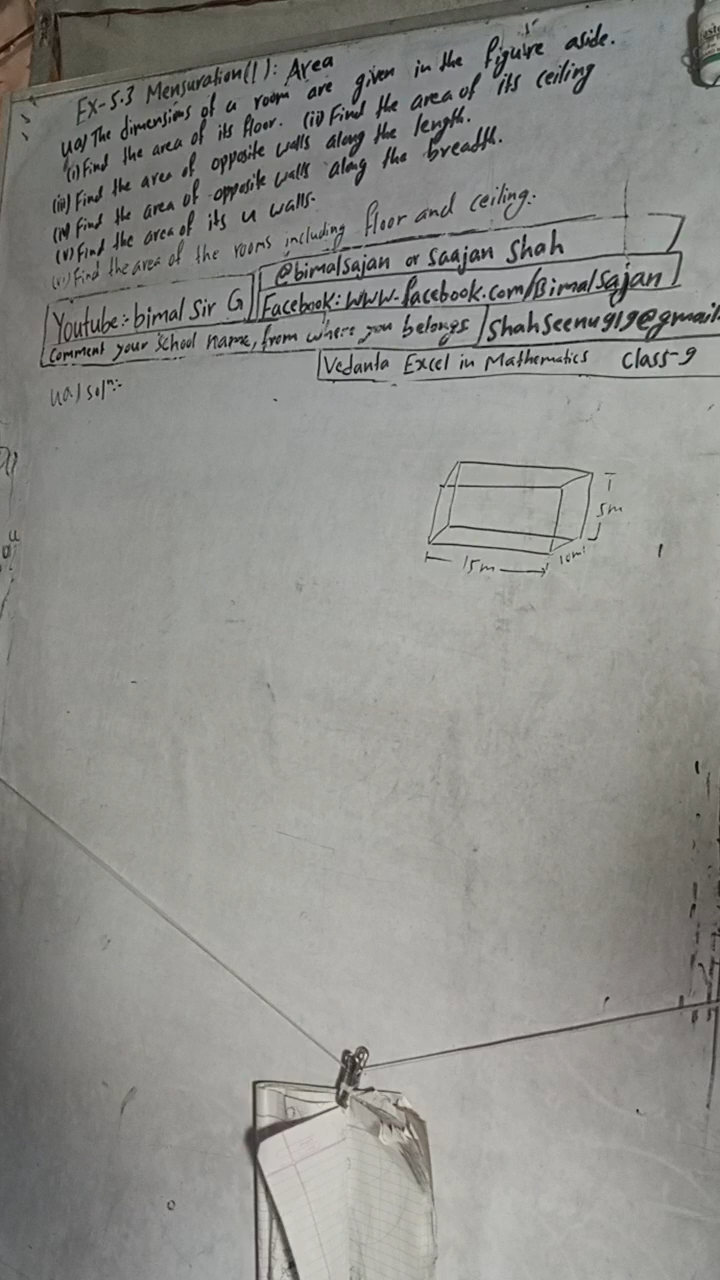 Ex-5.3 Mensuration(I): Area
4a) The dimensions of a room are given in the figure aside.
(i) Find the area of its floor. (ii) Find the area of its ceiling
(iii) Find the area of opposite walls along the length.
(iv) Find the area of opposite walls along the breadth.
(v) Find the area of its 4 walls.
(vi) Find the area of the rooms including floor and ceiling.
Youtube:- bimal Sir G
@bimalsajan or Saajan Shah
Facebook: www.facebook.com/Bimalsajan
Comment your school name, from where you belongs
Shahseenu919@gmail.
Vedanta Excel in Mathematics Class-9
4a) solⁿ:-
5m
15m
10m